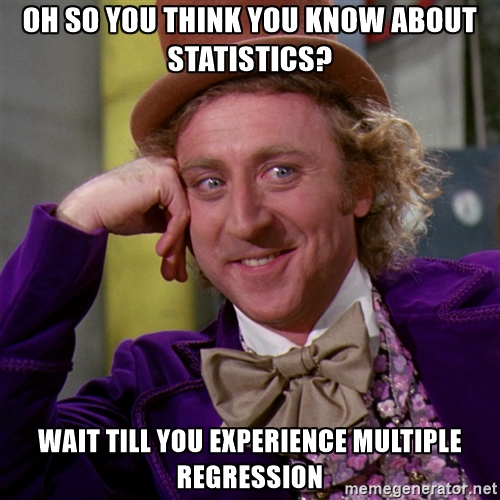 OH SO YOU THINK YOU KNOW ABOUT
STATISTICS?
WAIT TILL YOU EXPERIENCE MULTIPLE
REGRESSION
memegenerator.net